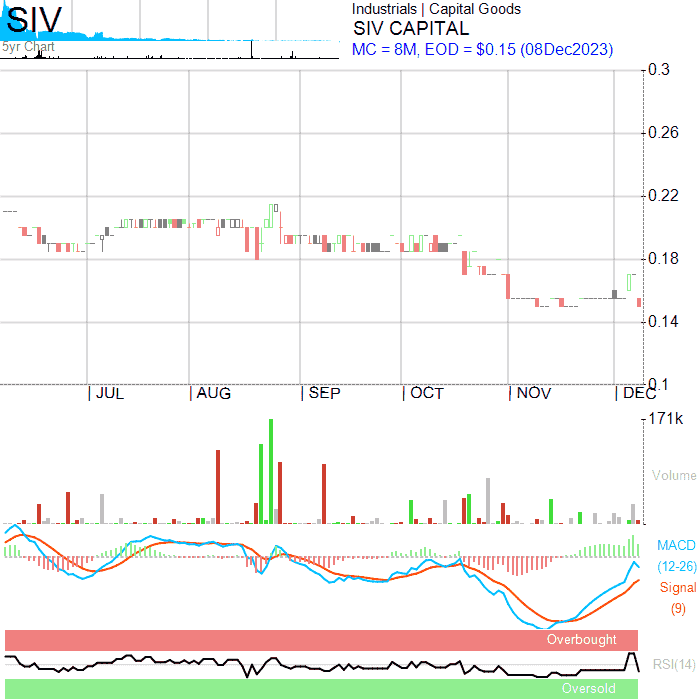 SIV
5yr Chart
Industrials | Capital Goods
SIV CAPITAL
MC = 8M, EOD = $0.15 (08Dec2023)
0.3
0.26
0.22
0.18
0.14
0.1
JUL
AUG
SEP
OCT
NOV
DEC
171k
Volume
MACD
(12-26)
Signal
(9)
Overbought
RSI(14)
Oversold